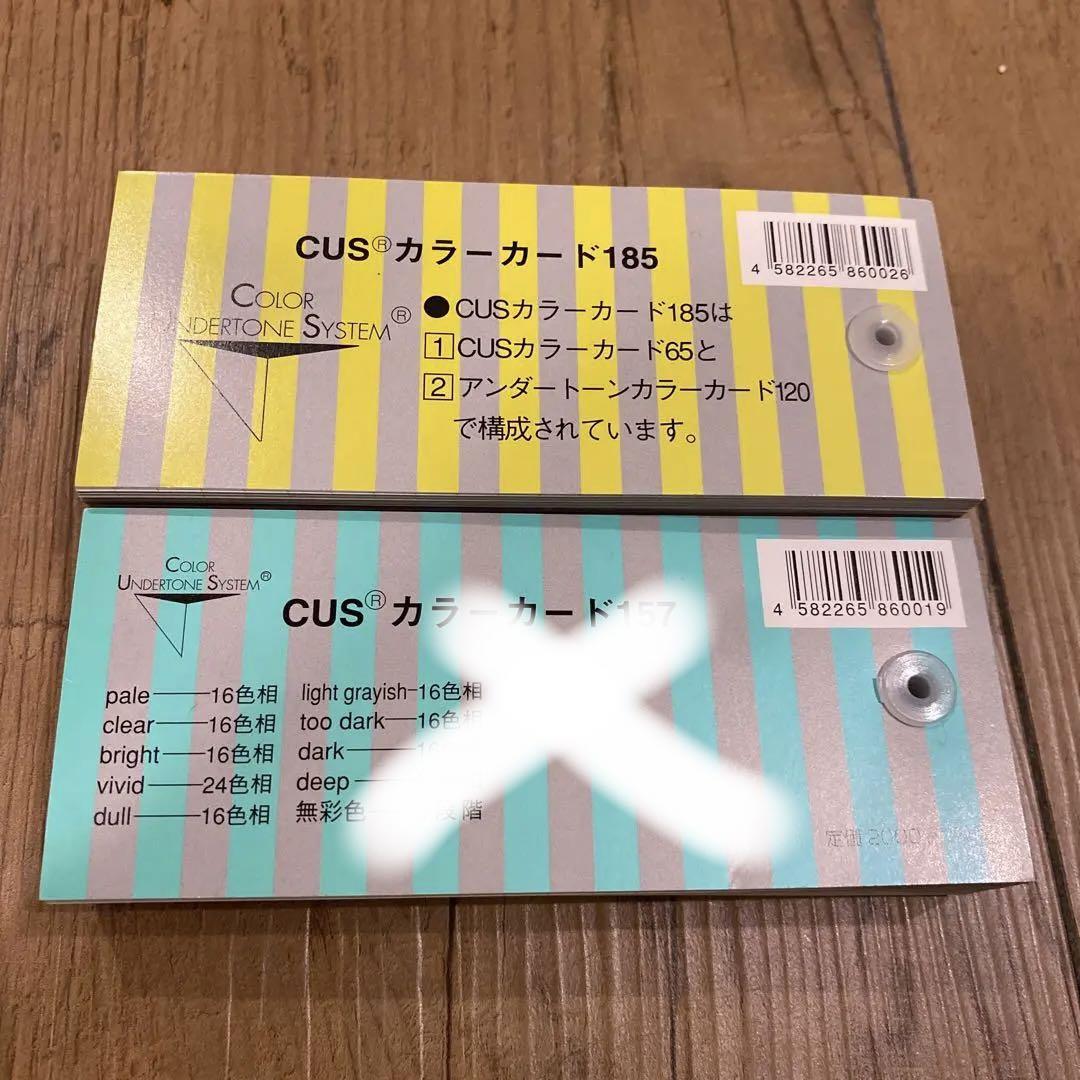 CUS®カラーカード185
4 582265 860026
COLOR
UNDERTONE SYSTEM®
●CUSカラーカード185は
1 CUSカラーカード65と
2 アンダートーンカラーカード120
で構成されています。
COLOR
UNDERTONE SYSTEM®
CUS®カラーカード157
4 582265 860019
pale——16色相 light grayish—16色相
clear——16色相 too dark—16色相
bright——16色相 dark——
vivid——24色相 deep—
dull——16色相 無彩色
定価